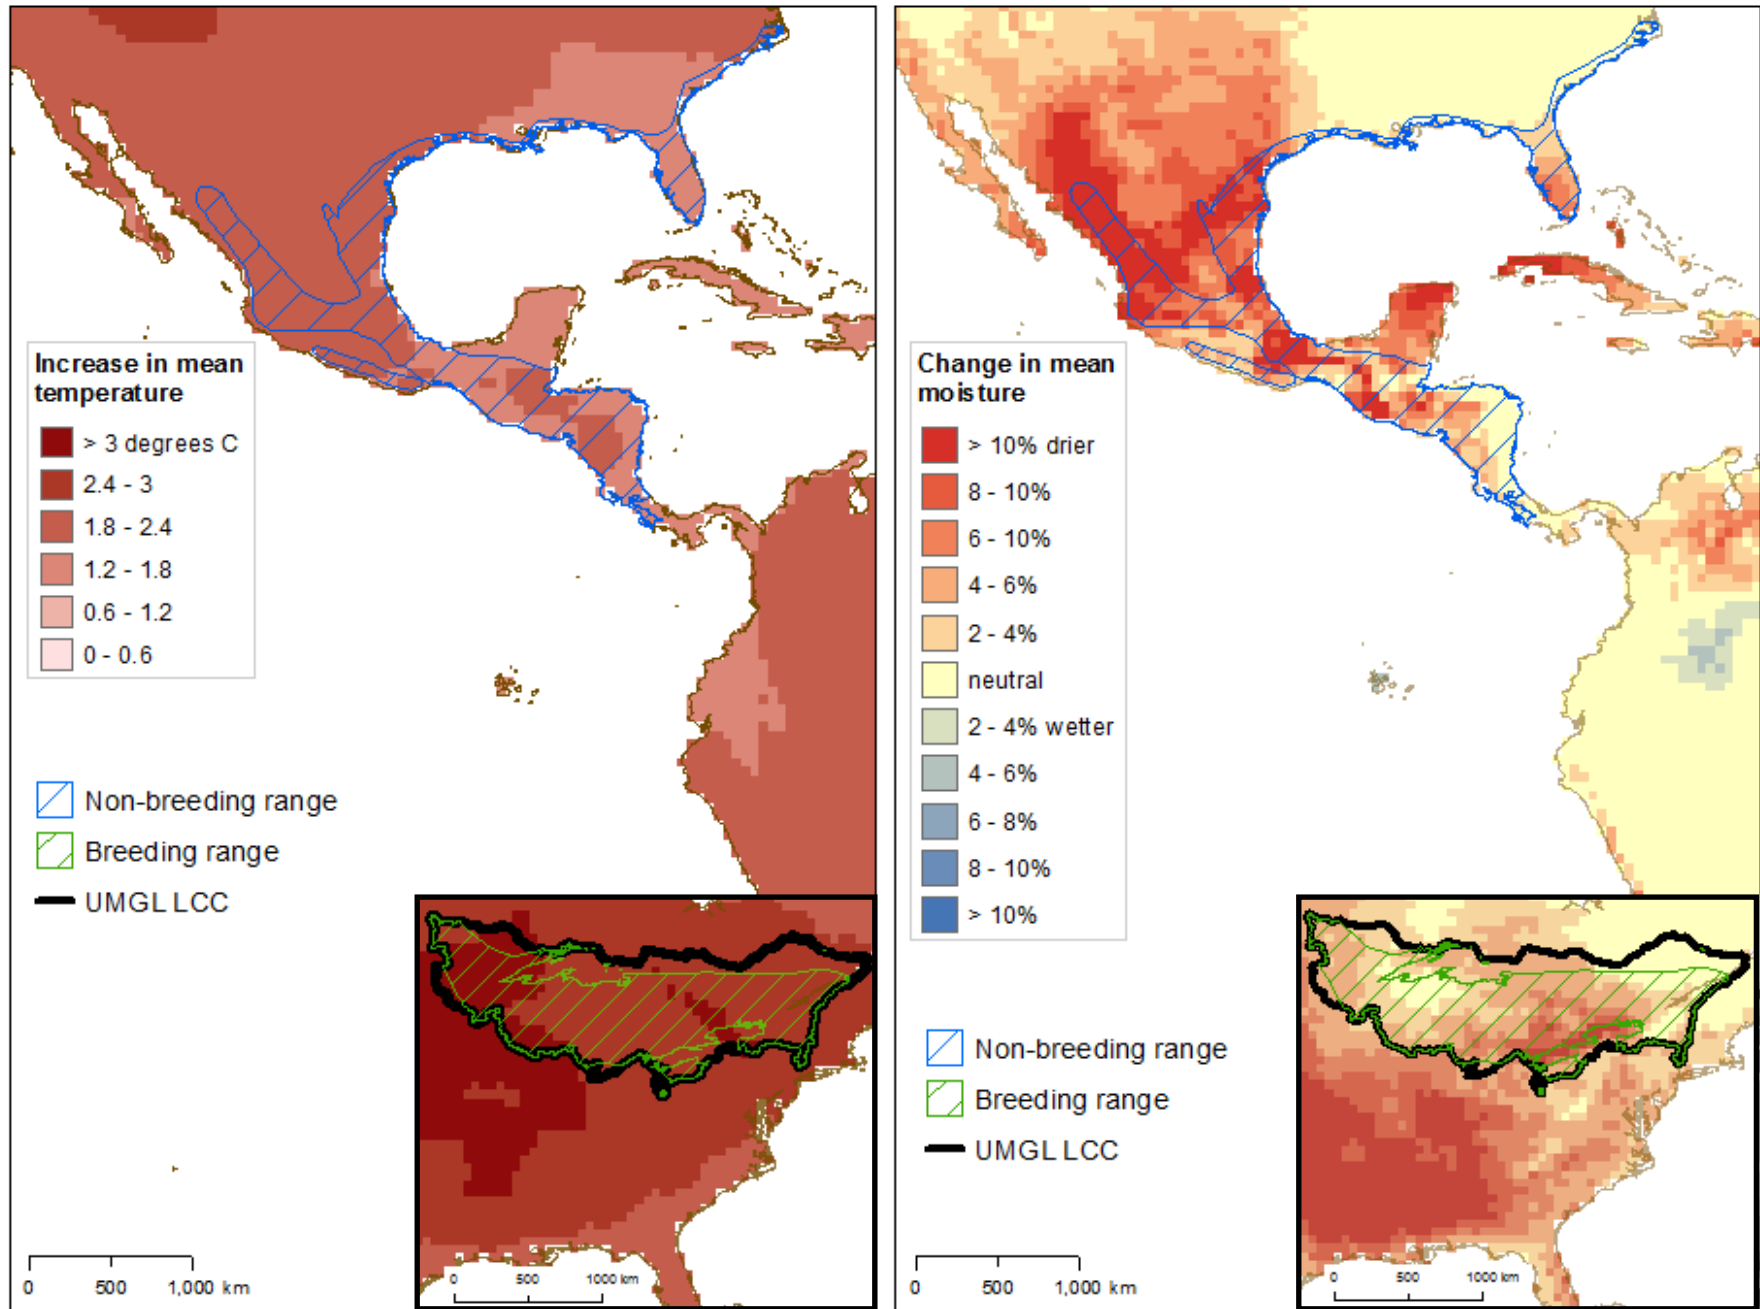 Increase in mean
temperature
> 3 degrees C
2.4 - 3
1.8 - 2.4
1.2 - 1.8
0.6 - 1.2
0 - 0.6
Non-breeding range
Breeding range
UMGL LCC
0 500 1,000 km
0 500 1000 km
Change in mean
moisture
> 10% drier
8 - 10%
6 - 10%
4 - 6%
2 - 4%
neutral
2 - 4% wetter
4 - 6%
6 - 8%
8 - 10%
> 10%
Non-breeding range
Breeding range
UMGL LCC
0 500 1,000 km
0 500 1000 km